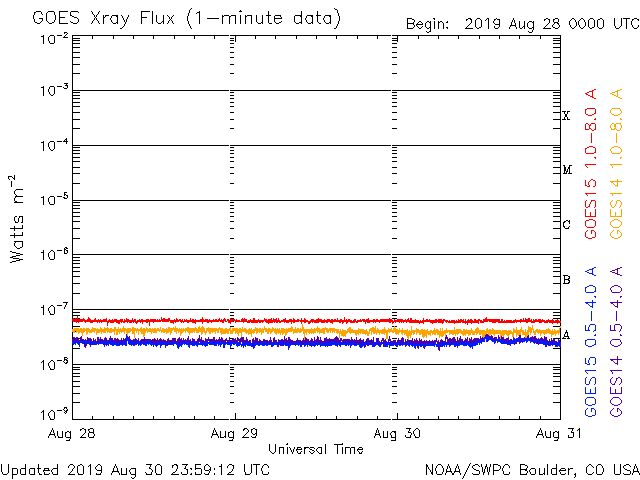 GOES Xray Flux (1-minute data)
Begin: 2019 Aug 28 0000 UTC
10⁻²
10⁻³
10⁻⁴
10⁻⁵
10⁻⁶
10⁻⁷
10⁻⁸
10⁻⁹
Watts m⁻²
X
M
C
B
A
GOES15 1.0-8.0 A
GOES14 1.0-8.0 A
GOES15 0.5-4.0 A
GOES14 0.5-4.0 A
Aug 28
Aug 29
Aug 30
Aug 31
Universal Time
Updated 2019 Aug 30 23:59:12 UTC
NOAA/SWPC Boulder, CO USA